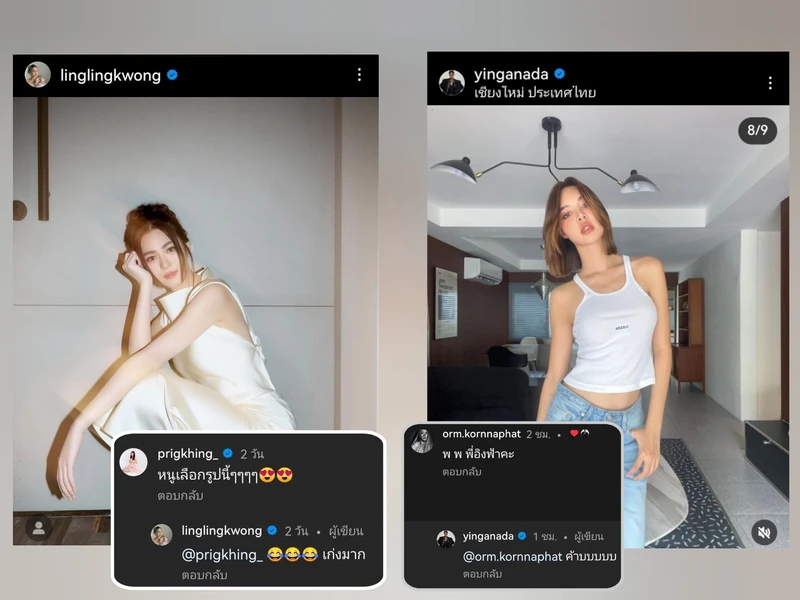 linglingkwong
prigkhing_ 2 วัน
หนูเลือกรูปนี้ๆๆๆๆ😍😍
ตอบกลับ
linglingkwong 2 วัน • ผู้เขียน
@prigkhing_ 😂😂😂 เก่งมาก
ตอบกลับ
yinganada
เชียงใหม่ ประเทศไทย
8/9
orm.kornnaphat 2 ชม. •
พ พ พี่อิงฟ้าคะ
ตอบกลับ
yinganada 1 ชม. • ผู้เขียน
@orm.kornnaphat ค้าบบบบบ
ตอบกลับ